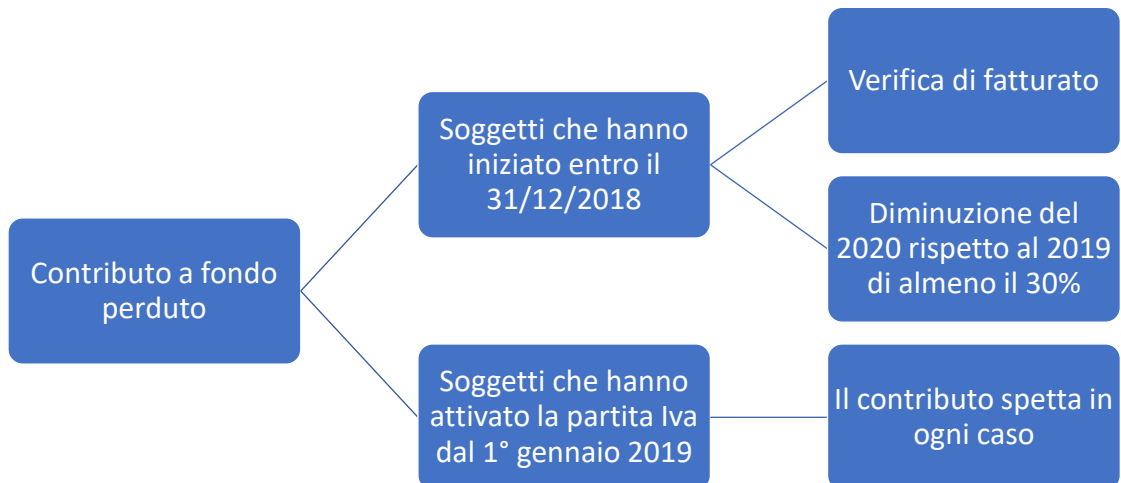 Contributo a fondo
perduto
Soggetti che hanno
iniziato entro il
31/12/2018
Verifica di fatturato
Diminuzione del
2020 rispetto al 2019
di almeno il 30%
Soggetti che hanno
attivato la partita Iva
dal 1° gennaio 2019
Il contributo spetta in
ogni caso